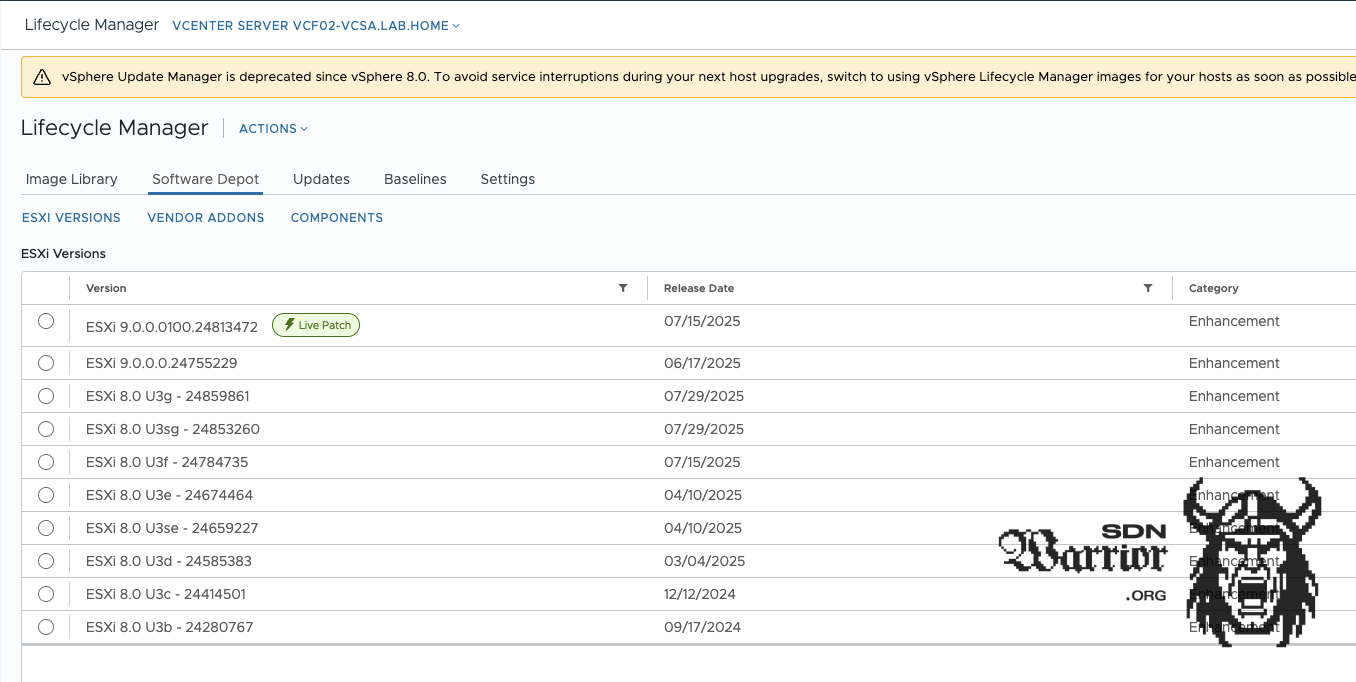 Lifecycle Manager VCENTER SERVER VCF02-VCSA.LAB.HOME
vSphere Update Manager is deprecated since vSphere 8.0. To avoid service interruptions during your next host upgrades, switch to using vSphere Lifecycle Manager images for your hosts as soon as possible
Lifecycle Manager ACTIONS
Image Library Software Depot Updates Baselines Settings
ESXI VERSIONS VENDOR ADDONS COMPONENTS
ESXi Versions
Version Release Date Category
ESXi 9.0.0.0100.24813472 Live Patch 07/15/2025 Enhancement
ESXi 9.0.0.0.24755229 06/17/2025 Enhancement
ESXi 8.0 U3g - 24859861 07/29/2025 Enhancement
ESXi 8.0 U3sg - 24853260 07/29/2025 Enhancement
ESXi 8.0 U3f - 24784735 07/15/2025 Enhancement
ESXi 8.0 U3e - 24674464 04/10/2025 Enhancement
ESXi 8.0 U3se - 24659227 04/10/2025 Enhancement
ESXi 8.0 U3d - 24585383 03/04/2025 Enhancement
ESXi 8.0 U3c - 24414501 12/12/2024 Enhancement
ESXi 8.0 U3b - 24280767 09/17/2024 Enhancement
SDN
Warrior
.ORG